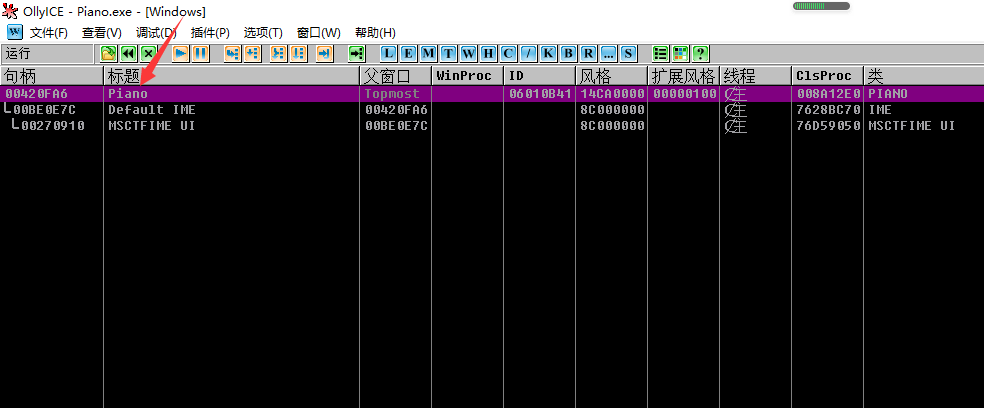 OllyICE - Piano.exe - [Windows]
W 文件(F) 查看(V) 调试(D) 插件(P) 选项(T) 窗口(W) 帮助(H)
运行 L E M T W H C / K B R ... S ?
句柄 标题 父窗口 WinProc ID 风格 扩展风格 线程 ClsProc 类
00420FA6 Piano Topmost 06010B41 14CA0000 00000100 008A12E0 PIANO
00BE0E7C Default IME 00420FA6 8C000000 7628BC70 IME
00270910 MSCTFIME UI 00BE0E7C 8C000000 76D59050 MSCTFIME UI